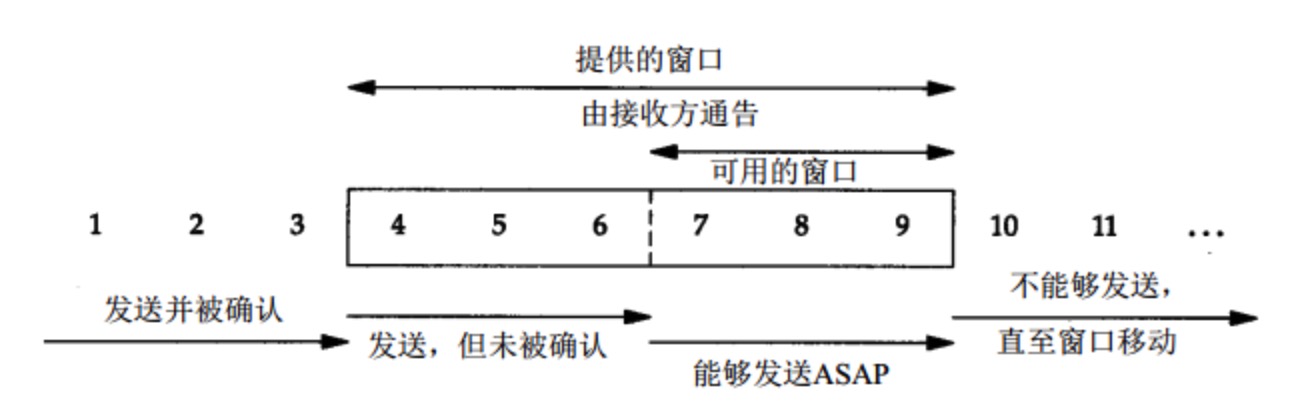 提供的窗口
由接收方通告
可用的窗口
1 2 3 4 5 6 7 8 9 10 11 ...
发送并被确认
发送，但未被确认
能够发送ASAP
不能够发送，
直至窗口移动